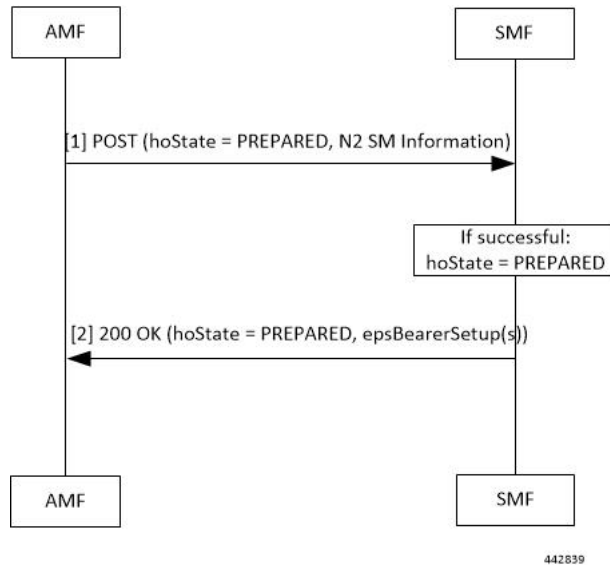 AMF
SMF
[1] POST (hoState = PREPARED, N2 SM Information)
If successful:
hoState = PREPARED
[2] 200 OK (hoState = PREPARED, epsBearerSetup(s))
AMF
SMF
442839